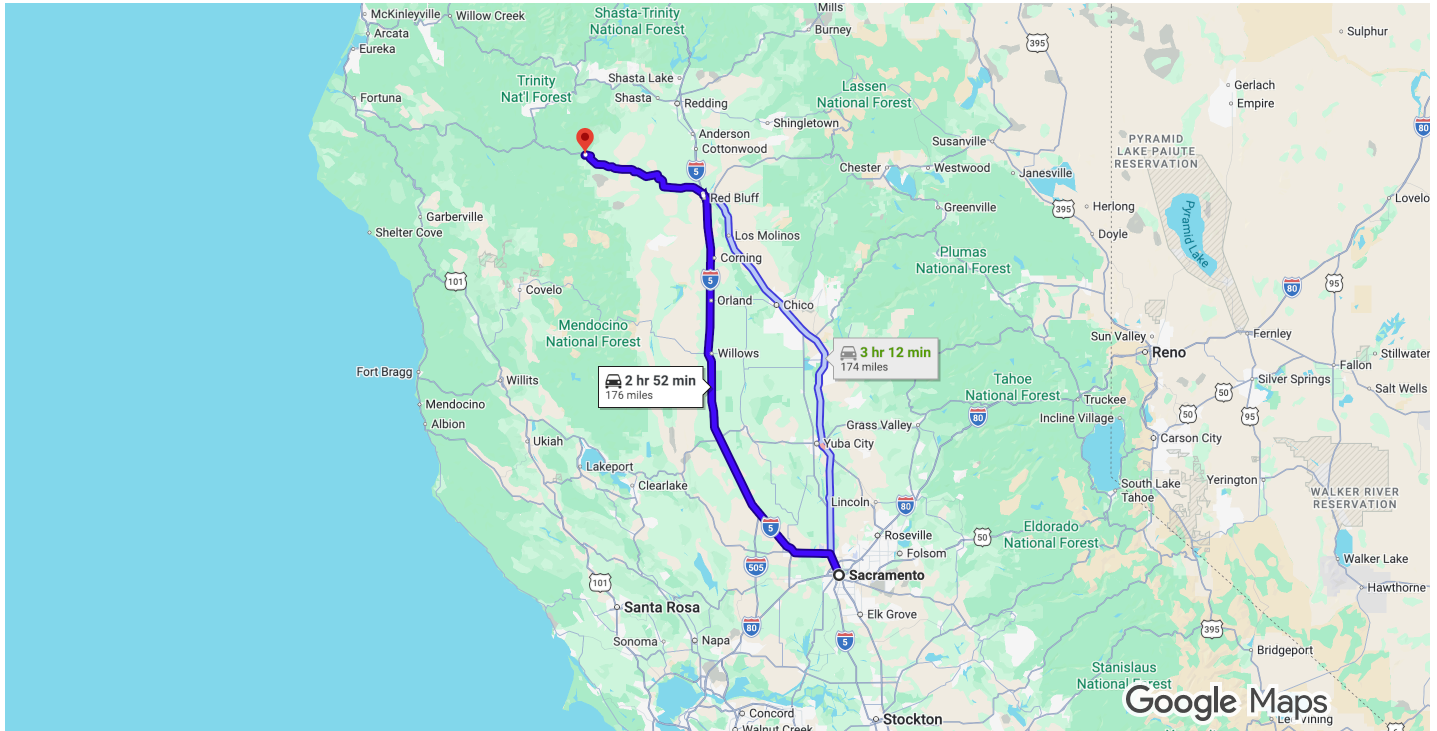 McKinleyville
Willow Creek
Shasta-Trinity
National Forest
Mills
Burney
395
Sulphur
Arcata
Eureka
Trinity
Nat'l Forest
Shasta Lake
Shasta
Redding
Lassen
National Forest
Gerlach
Empire
Fortuna
Shingletown
80
Anderson
Cottonwood
Susanville
PYRAMID
LAKE PAIUTE
RESERVATION
5
Chester
Westwood
Janesville
Red Bluff
395
Herlong
Lovelo
Garberville
Greenville
Pyramid Lake
Shelter Cove
Los Molinos
Doyle
Corning
Plumas
National Forest
101
5
Covelo
80
95
Orland
Chico
Mendocino
National Forest
Sun Valley
Fernley
Willows
3 hr 12 min
174 miles
Reno
Stillwater
Fallon
Fort Bragg
Willits
2 hr 52 min
176 miles
Tahoe
National Forest
Silver Springs
Salt Wells
Mendocino
Truckee
Incline Village
50
95
50
Albion
Grass Valley
80
Ukiah
Yuba City
Carson City
Lakeport
Clearlake
South Lake
Tahoe
Yerington
WALKER RIVER
RESERVATION
Lincoln
80
5
Eldorado
National Forest
Roseville
50
Folsom
Walker Lake
505
Sacramento
101
Hawthorne
Santa Rosa
Elk Grove
80
5
395
Sonoma
Napa
Bridgeport
Stanislaus
National Forest
Google Maps
Concord
Stockton
Lee Vining
Walnut Creek
6